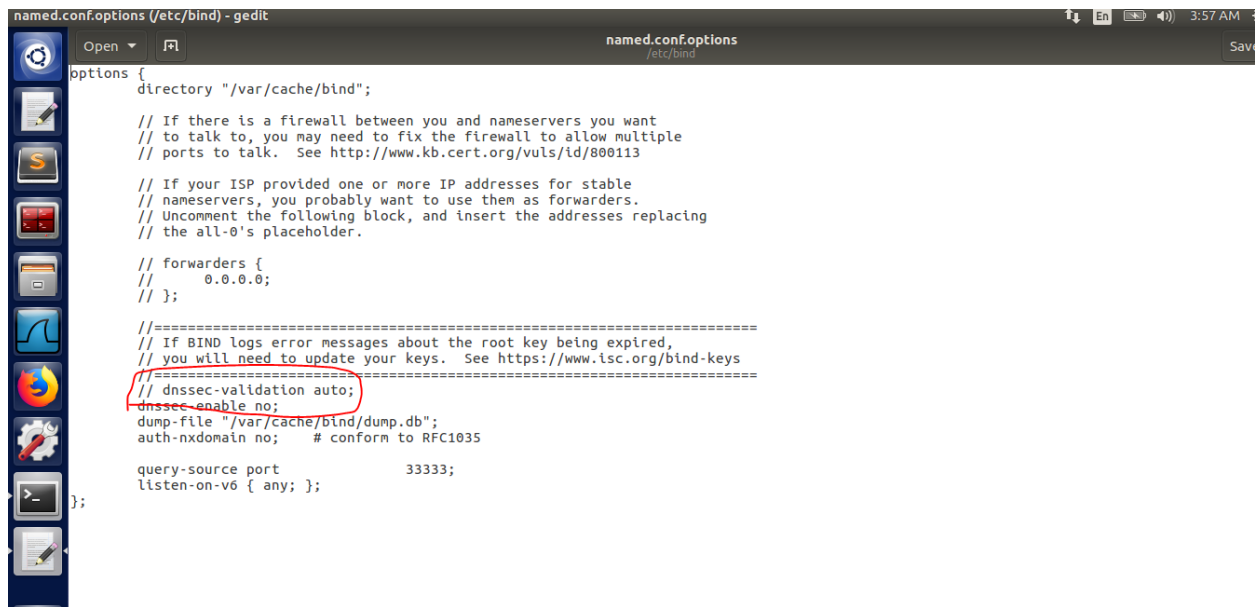 named.conf.options (/etc/bind) - gedit
En
3:57 AM
Open
named.conf.options
/etc/bind
Save
options {
directory "/var/cache/bind";
// If there is a firewall between you and nameservers you want
// to talk to, you may need to fix the firewall to allow multiple
// ports to talk.  See http://www.kb.cert.org/vuls/id/800113
// If your ISP provided one or more IP addresses for stable
// nameservers, you probably want to use them as forwarders.
// Uncomment the following block, and insert the addresses replacing
// the all-0's placeholder.
// forwarders {
//      0.0.0.0;
// };
//========================================================================
// If BIND logs error messages about the root key being expired,
// you will need to update your keys.  See https://www.isc.org/bind-keys
//========================================================================
// dnssec-validation auto;
dnssec-enable no;
dump-file "/var/cache/bind/dump.db";
auth-nxdomain no;    # conform to RFC1035
query-source port                33333;
listen-on-v6 { any; };
};